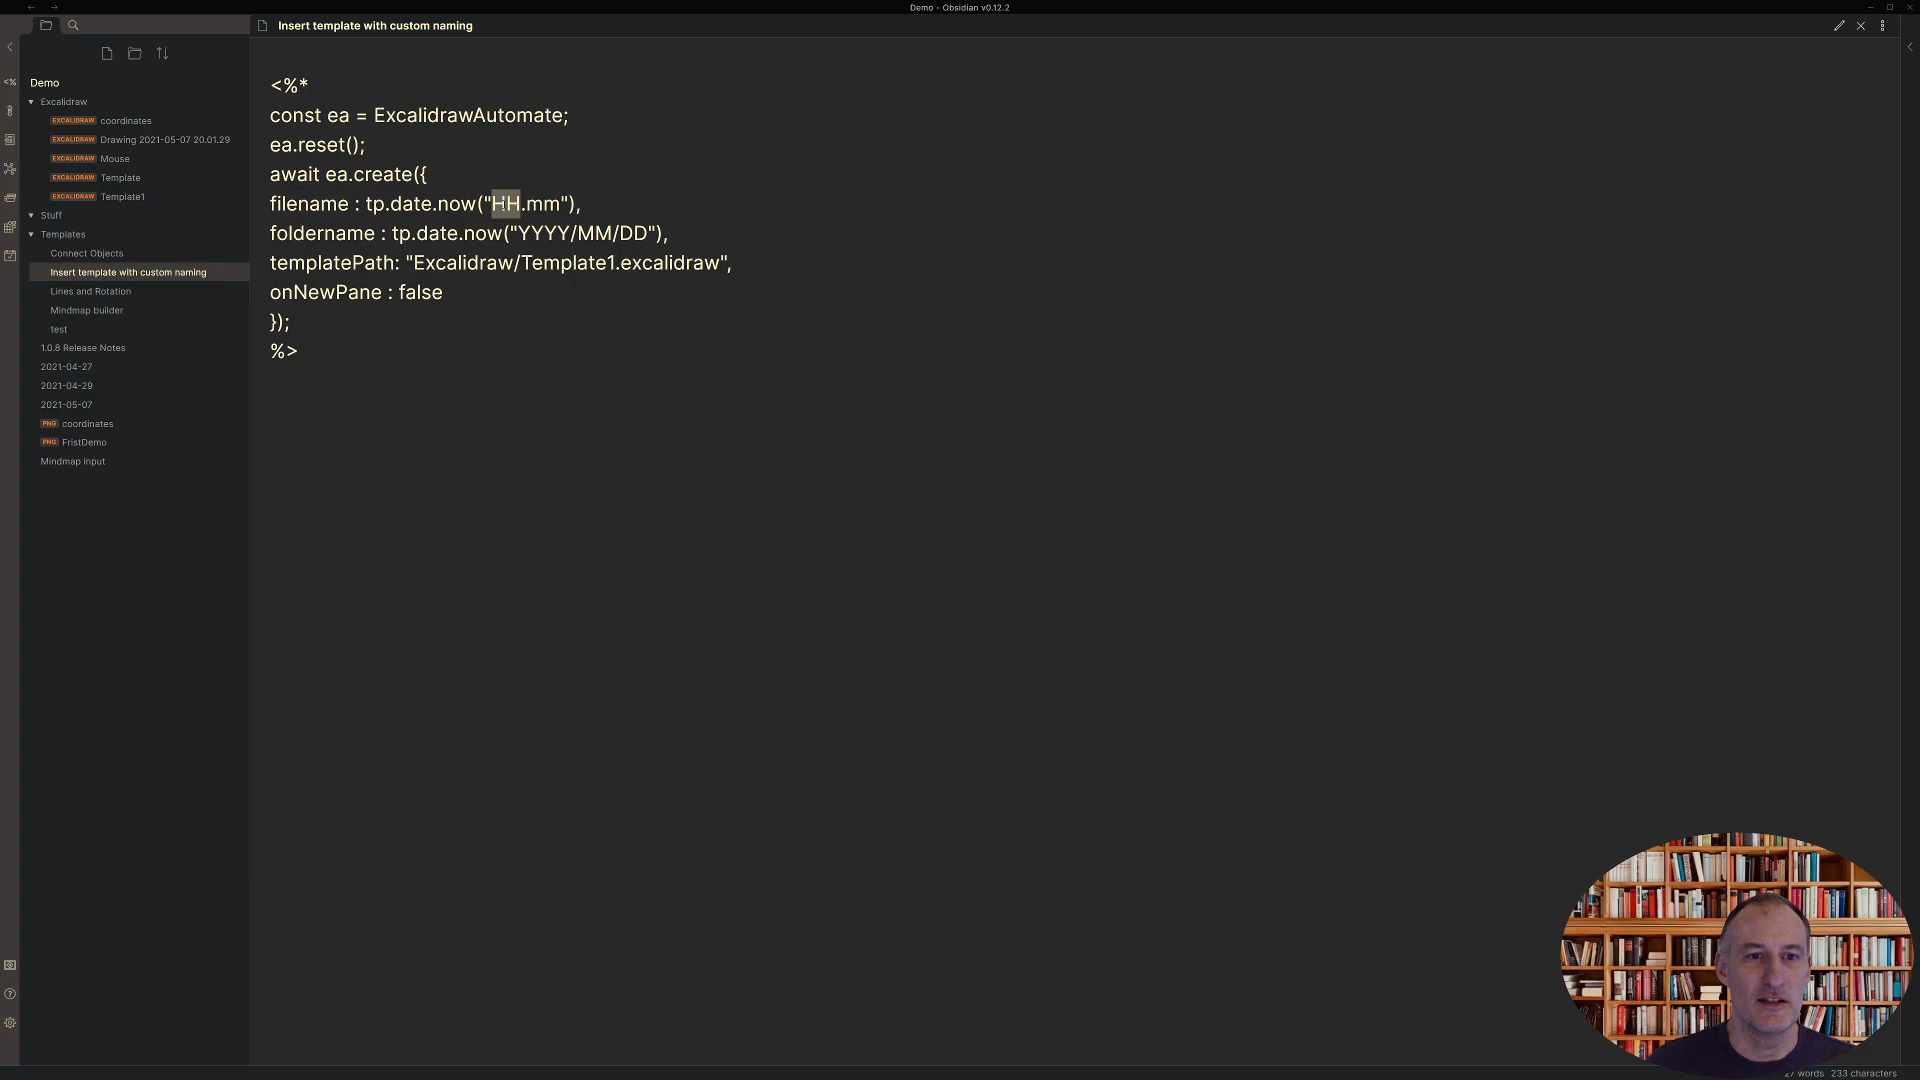 Demo - Obsidian v0.12.2
Insert template with custom naming
<%
Demo
Excalidraw
EXCALIDRAW coordinates
EXCALIDRAW Drawing 2021-05-07 20.01.29
EXCALIDRAW Mouse
EXCALIDRAW Template
EXCALIDRAW Template1
Stuff
Templates
Connect Objects
Insert template with custom naming
Lines and Rotation
Mindmap builder
test
1.0.8 Release Notes
2021-04-27
2021-04-29
2021-05-07
PNG coordinates
PNG FristDemo
Mindmap input
<%*
const ea = ExcalidrawAutomate;
ea.reset();
await ea.create({
filename : tp.date.now("HH.mm"),
foldername : tp.date.now("YYYY/MM/DD"),
templatePath: "Excalidraw/Template1.excalidraw",
onNewPane : false
});
%>
27 words 233 characters